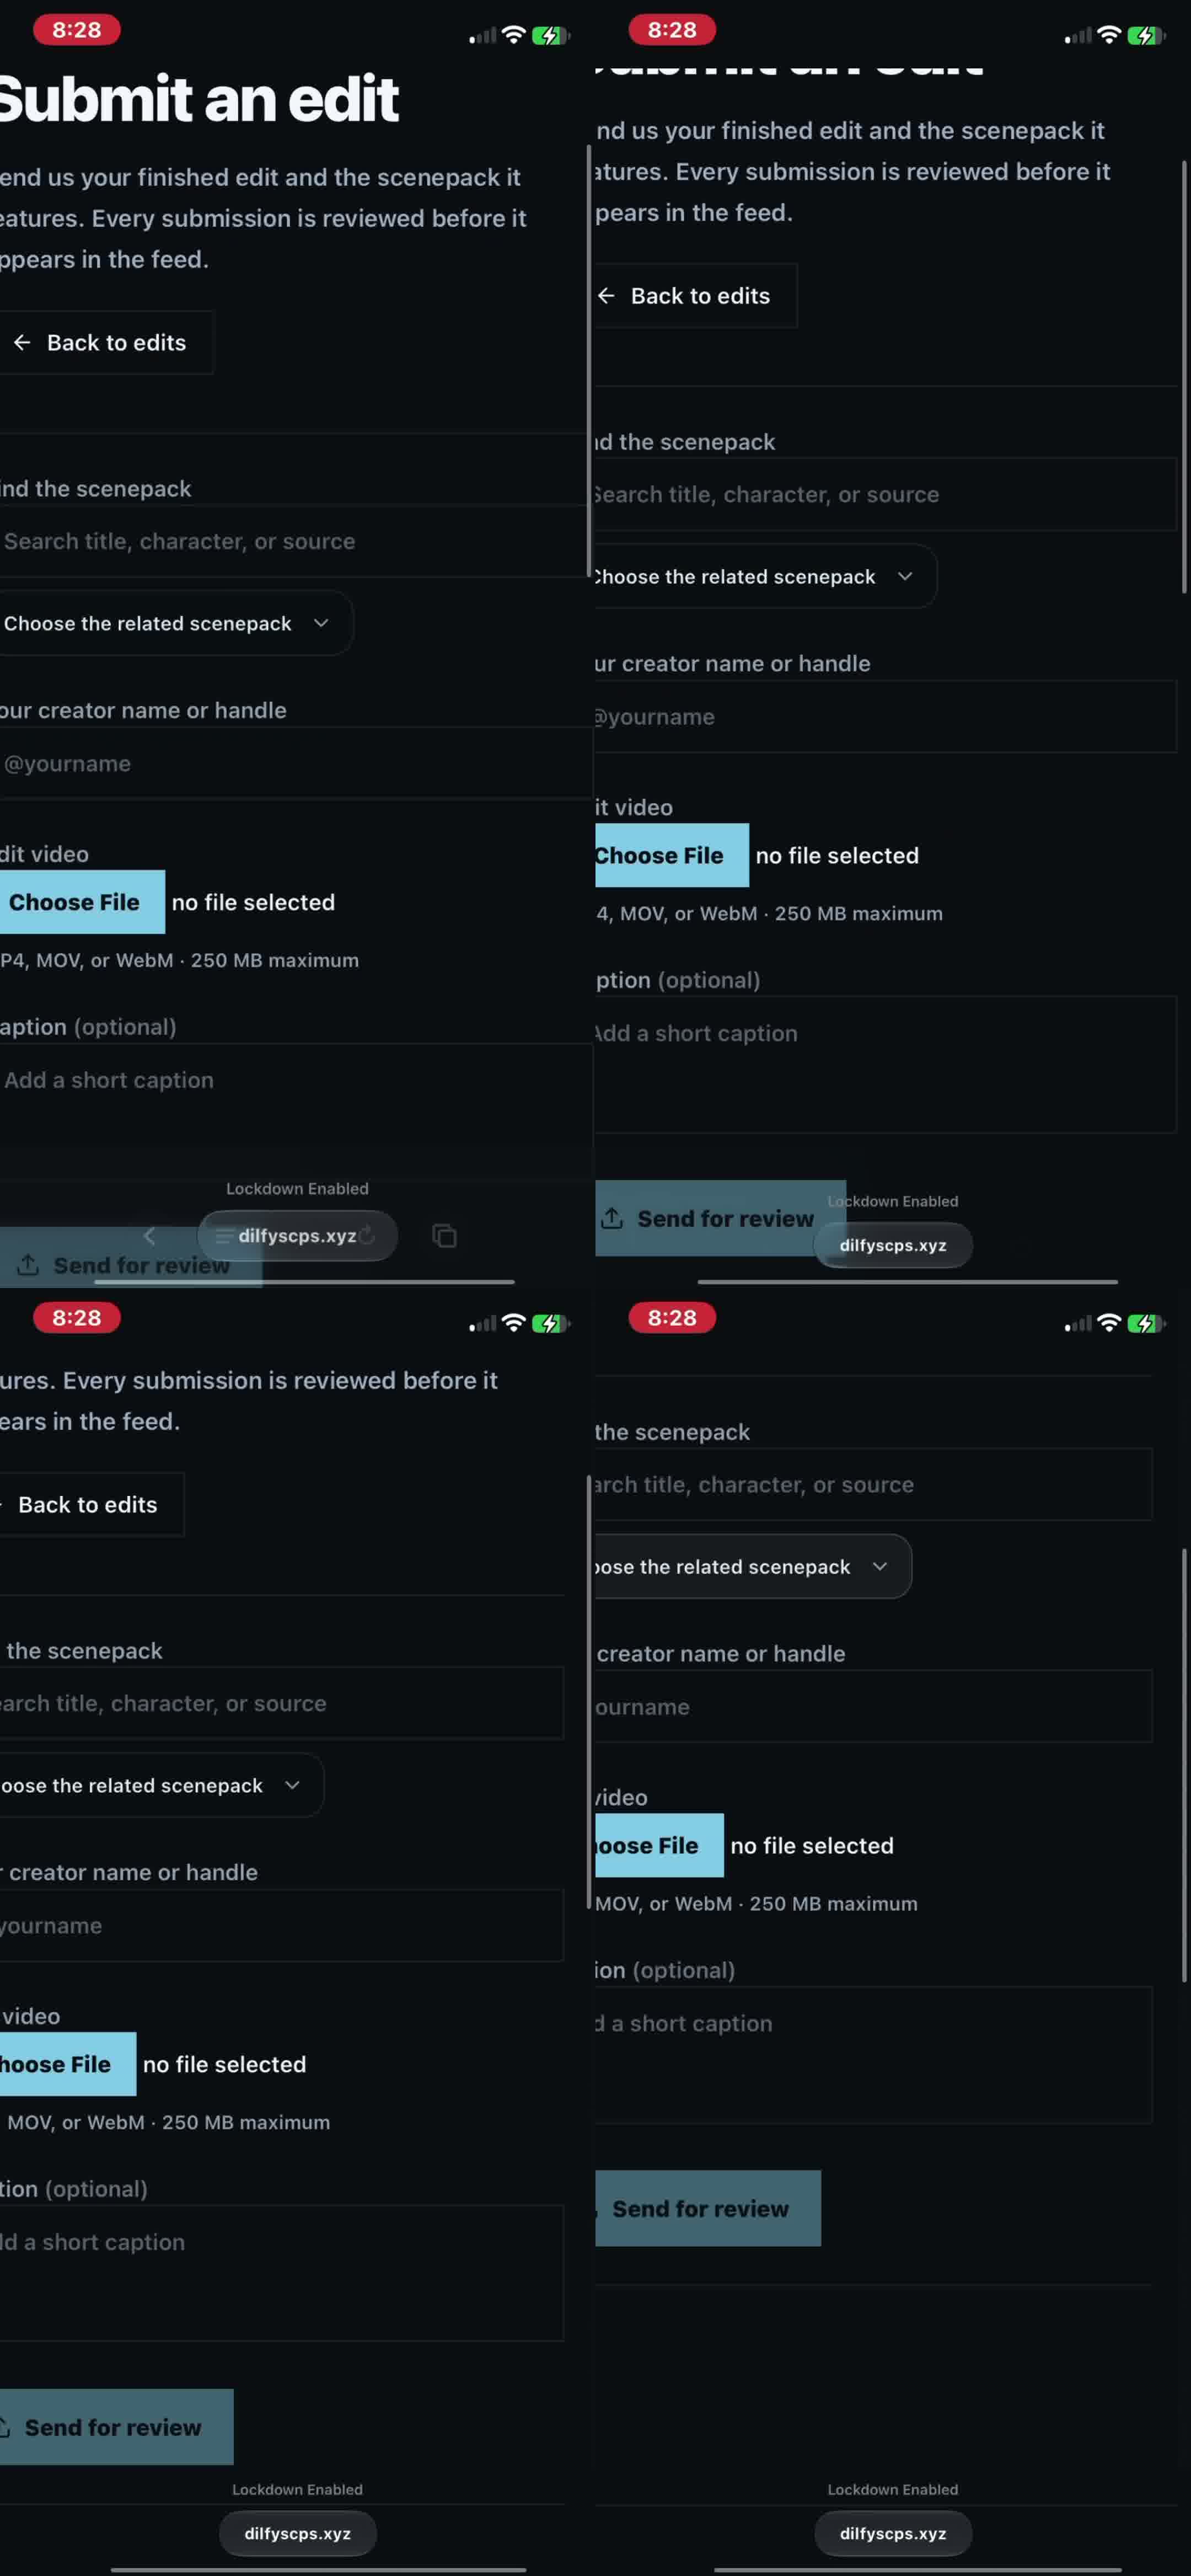 8:28
Submit an edit
end us your finished edit and the scenepack it
eatures. Every submission is reviewed before it
ppears in the feed.
← Back to edits
ind the scenepack
Search title, character, or source
Choose the related scenepack
our creator name or handle
@yourname
dit video
Choose File no file selected
P4, MOV, or WebM · 250 MB maximum
aption (optional)
Add a short caption
Lockdown Enabled
dilfyscps.xyz
Send for review
8:28
nd us your finished edit and the scenepack it
atures. Every submission is reviewed before it
pears in the feed.
← Back to edits
nd the scenepack
Search title, character, or source
Choose the related scenepack
ur creator name or handle
@yourname
it video
Choose File no file selected
4, MOV, or WebM · 250 MB maximum
ption (optional)
Add a short caption
Send for review
Lockdown Enabled
dilfyscps.xyz
8:28
ures. Every submission is reviewed before it
ears in the feed.
Back to edits
the scenepack
earch title, character, or source
oose the related scenepack
r creator name or handle
yourname
video
hoose File no file selected
MOV, or WebM · 250 MB maximum
tion (optional)
dd a short caption
Send for review
Lockdown Enabled
dilfyscps.xyz
8:28
the scenepack
arch title, character, or source
oose the related scenepack
creator name or handle
ourname
video
oose File no file selected
MOV, or WebM · 250 MB maximum
ion (optional)
d a short caption
Send for review
Lockdown Enabled
dilfyscps.xyz